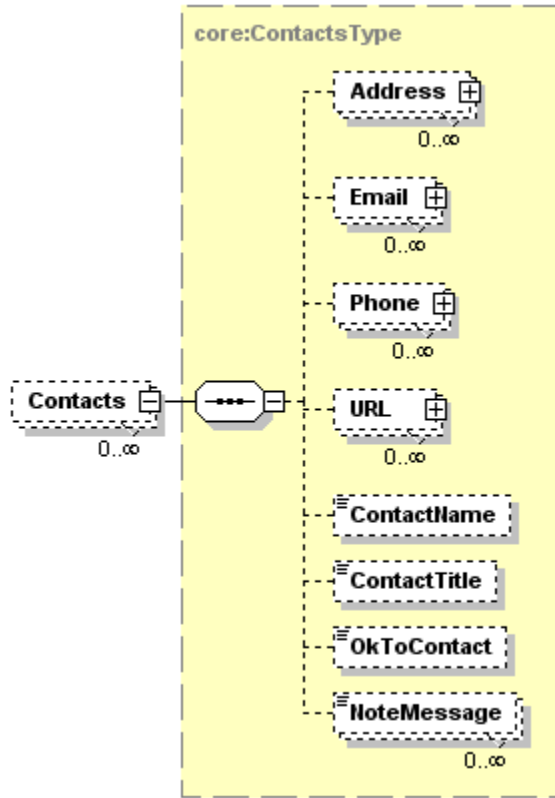 core:ContactsType
Address
0..∞
Email
0..∞
Phone
0..∞
Contacts
0..∞
URL
0..∞
ContactName
ContactTitle
OkToContact
NoteMessage
0..∞